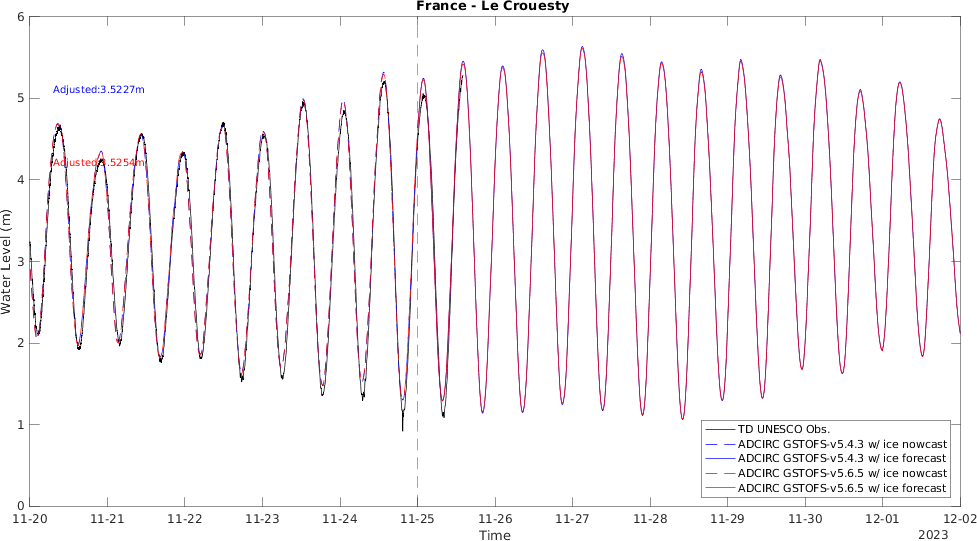 France - Le Crouesty
6
5
4
3
2
1
0
Water Level (m)
Adjusted:3.5227m
Adjusted:3.5254m
TD UNESCO Obs.
ADCIRC GSTOFS-v5.4.3 w/ ice nowcast
ADCIRC GSTOFS-v5.4.3 w/ ice forecast
ADCIRC GSTOFS-v5.6.5 w/ ice nowcast
ADCIRC GSTOFS-v5.6.5 w/ ice forecast
11-20 11-21 11-22 11-23 11-24 11-25 11-26 11-27 11-28 11-29 11-30 12-01 12-02
Time 2023